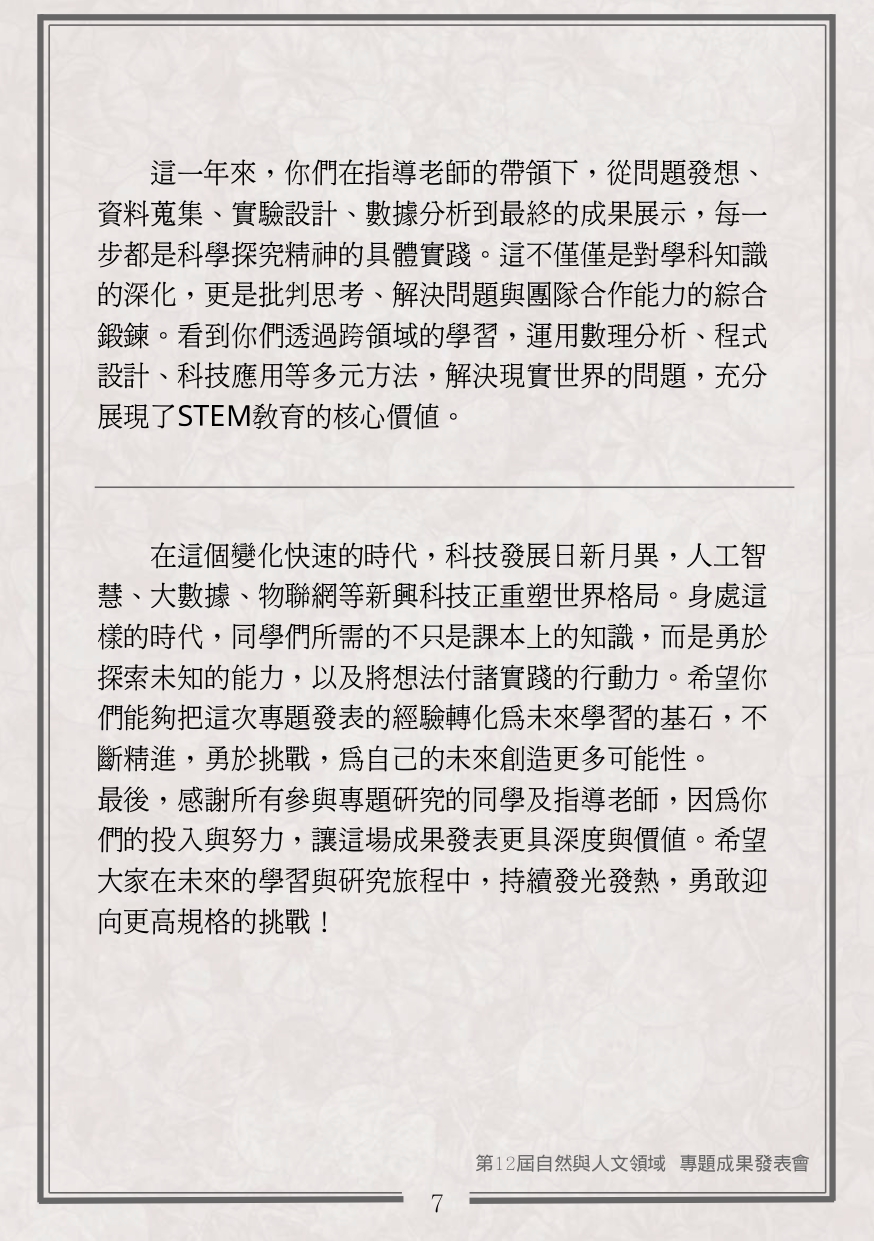 這一年來，你們在指導老師的帶領下，從問題發想、
資料蒐集、實驗設計、數據分析到最終的成果展示，每一
步都是科學探究精神的具體實踐。這不僅僅是對學科知識
的深化，更是批判思考、解決問題與團隊合作能力的綜合
鍛鍊。看到你們透過跨領域的學習，運用數理分析、程式
設計、科技應用等多元方法，解決現實世界的問題，充分
展現了STEM教育的核心價值。
在這個變化快速的時代，科技發展日新月異，人工智
慧、大數據、物聯網等新興科技正重塑世界格局。身處這
樣的時代，同學們所需的不只是課本上的知識，而是勇於
探索未知的能力，以及將想法付諸實踐的行動力。希望你
們能夠把這次專題發表的經驗轉化為未來學習的基石，不
斷精進，勇於挑戰，為自己的未來創造更多可能性。
最後，感謝所有參與專題研究的同學及指導老師，因為你
們的投入與努力，讓這場成果發表更具深度與價值。希望
大家在未來的學習與研究旅程中，持續發光發熱，勇敢迎
向更高規格的挑戰！
第12屆自然與人文領域 專題成果發表會
7